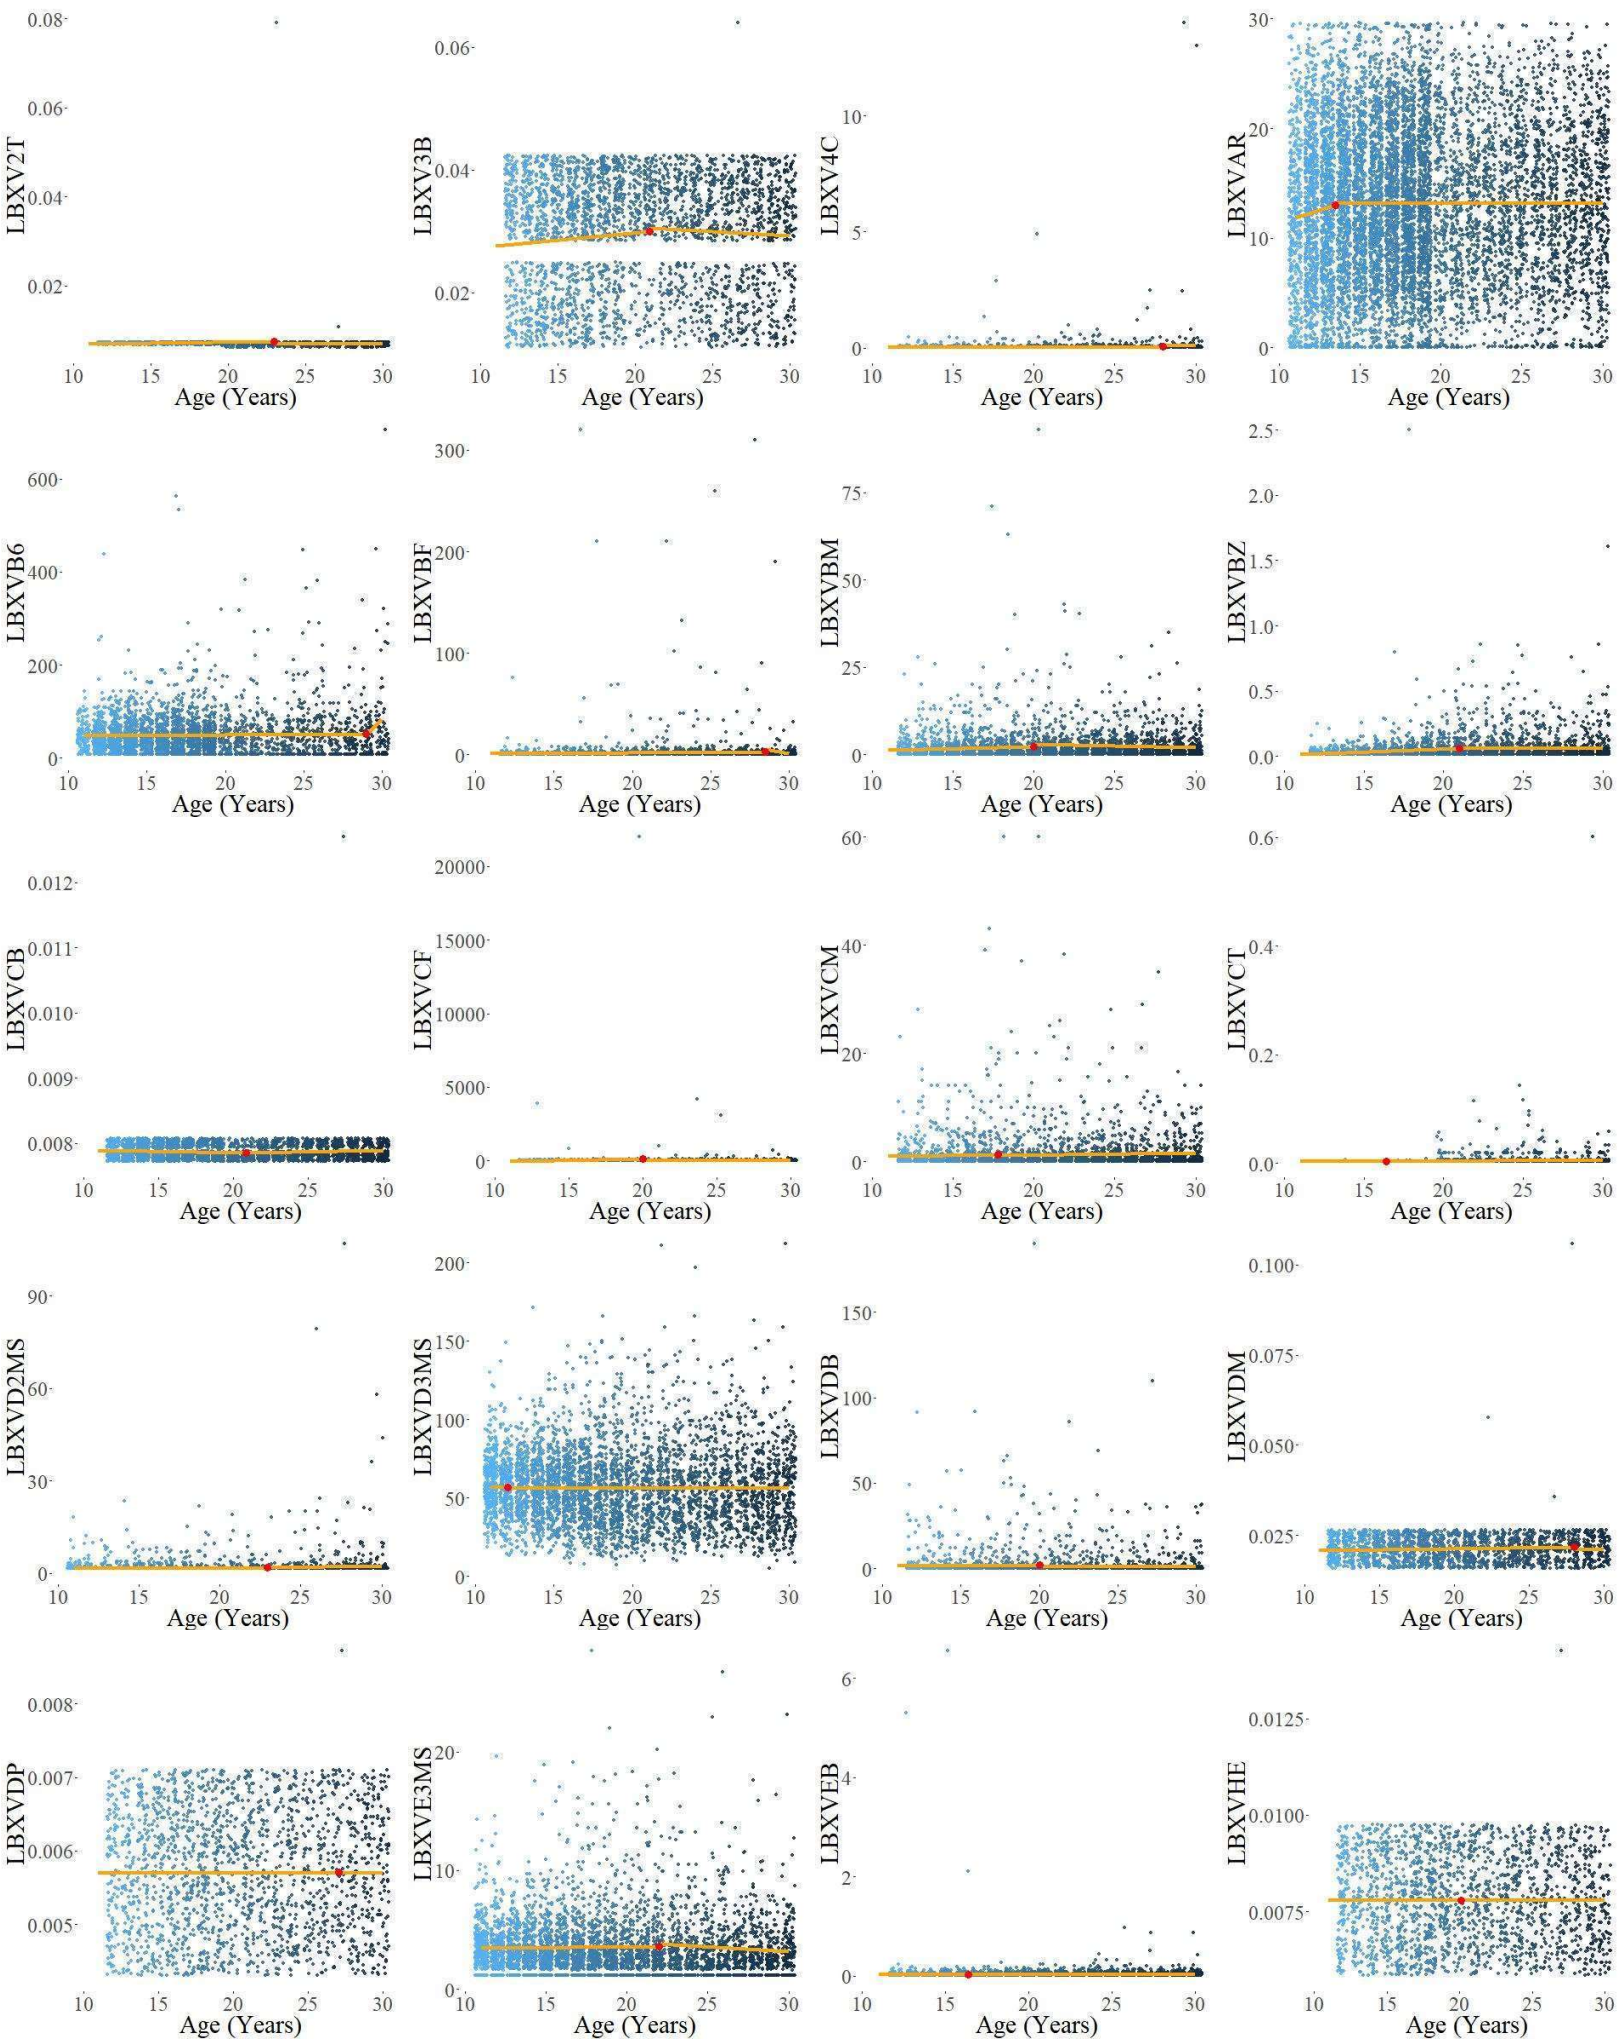 LBXV2T
0.08
0.06
0.04
0.02
10 15 20 25 30
Age (Years)
LBXV3B
0.06
0.04
0.02
10 15 20 25 30
Age (Years)
LBXV4C
10
5
0
10 15 20 25 30
Age (Years)
LBXVAR
30
20
10
0
10 15 20 25 30
Age (Years)
LBXVB6
600
400
200
0
10 15 20 25 30
Age (Years)
LBXVBF
300
200
100
0
10 15 20 25 30
Age (Years)
LBXVBM
75
50
25
0
10 15 20 25 30
Age (Years)
LBXVBZ
2.5
2.0
1.5
1.0
0.5
0.0
10 15 20 25 30
Age (Years)
LBXVCB
0.012
0.011
0.010
0.009
0.008
10 15 20 25 30
Age (Years)
LBXVCF
20000
15000
10000
5000
0
10 15 20 25 30
Age (Years)
LBXVCM
60
40
20
0
10 15 20 25 30
Age (Years)
LBXVCT
0.6
0.4
0.2
0.0
10 15 20 25 30
Age (Years)
LBXVD2MS
90
60
30
0
10 15 20 25 30
Age (Years)
LBXVD3MS
200
150
100
50
0
10 15 20 25 30
Age (Years)
LBXVDB
150
100
50
0
10 15 20 25 30
Age (Years)
LBXVDM
0.100
0.075
0.050
0.025
10 15 20 25 30
Age (Years)
LBXVDP
0.008
0.007
0.006
0.005
10 15 20 25 30
Age (Years)
LBXVE3MS
20
10
0
10 15 20 25 30
Age (Years)
LBXVEB
6
4
2
0
10 15 20 25 30
Age (Years)
LBXVHE
0.0125
0.0100
0.0075
10 15 20 25 30
Age (Years)